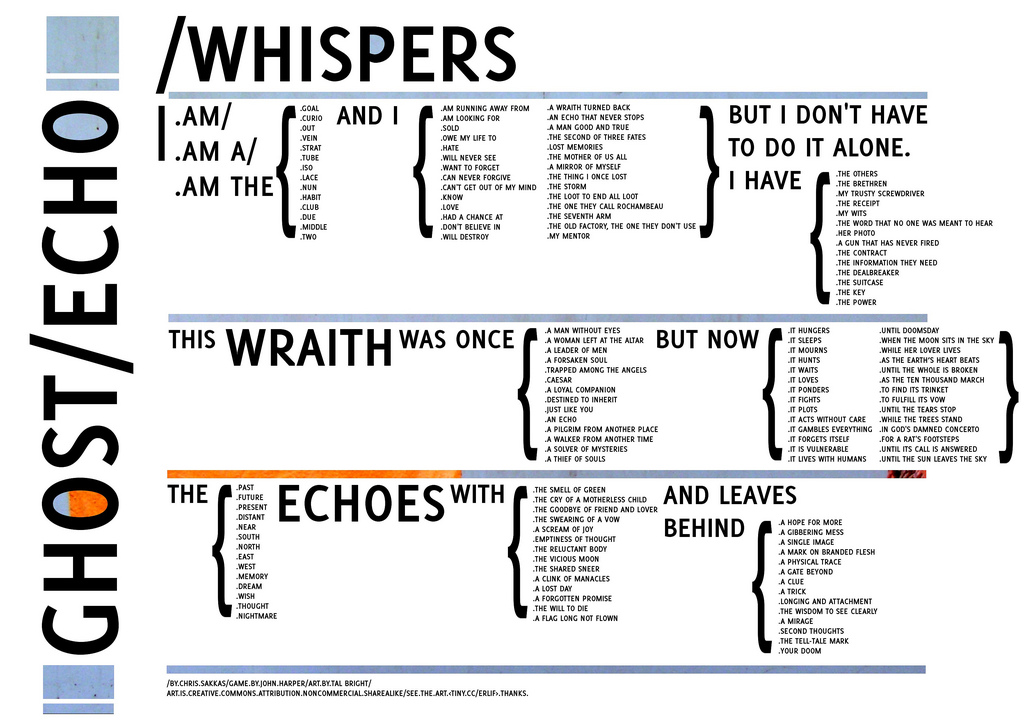 GHOST/ECHO
/WHISPERS
I
.AM/
.AM A/
.AM THE
.GOAL
.CURIO
.OUT
.VEIN
.STRAT
.TUBE
.ISO
.LACE
.NUN
.HABIT
.CLUB
.DUE
.MIDDLE
.TWO
AND I
.AM RUNNING AWAY FROM
.AM LOOKING FOR
.SOLD
.OWE MY LIFE TO
.HATE
.WILL NEVER SEE
.WANT TO FORGET
.CAN NEVER FORGIVE
.CAN'T GET OUT OF MY MIND
.KNOW
.LOVE
.HAD A CHANCE AT
.DON'T BELIEVE IN
.WILL DESTROY
.A WRAITH TURNED BACK
.AN ECHO THAT NEVER STOPS
.A MAN GOOD AND TRUE
.THE SECOND OF THREE FATES
.LOST MEMORIES
.THE MOTHER OF US ALL
.A MIRROR OF MYSELF
.THE THING I ONCE LOST
.THE STORM
.THE LOOT TO END ALL LOOT
.THE ONE THEY CALL ROCHAMBEAU
.THE SEVENTH ARM
.THE OLD FACTORY, THE ONE THEY DON'T USE
.MY MENTOR
BUT I DON'T HAVE
TO DO IT ALONE.
I HAVE
.THE OTHERS
.THE BRETHREN
.MY TRUSTY SCREWDRIVER
.THE RECEIPT
.MY WITS
.THE WORD THAT NO ONE WAS MEANT TO HEAR
.HER PHOTO
.A GUN THAT HAS NEVER FIRED
.THE CONTRACT
.THE INFORMATION THEY NEED
.THE DEALBREAKER
.THE SUITCASE
.THE KEY
.THE POWER
THIS WRAITH WAS ONCE
.A MAN WITHOUT EYES
.A WOMAN LEFT AT THE ALTAR
.A LEADER OF MEN
.A FORSAKEN SOUL
.TRAPPED AMONG THE ANGELS
.CAESAR
.A LOYAL COMPANION
.DESTINED TO INHERIT
.JUST LIKE YOU
.AN ECHO
.A PILGRIM FROM ANOTHER PLACE
.A WALKER FROM ANOTHER TIME
.A SOLVER OF MYSTERIES
.A THIEF OF SOULS
BUT NOW
.IT HUNGERS
.IT SLEEPS
.IT MOURNS
.IT HUNTS
.IT WAITS
.IT LOVES
.IT PONDERS
.IT FIGHTS
.IT PLOTS
.IT ACTS WITHOUT CARE
.IT GAMBLES EVERYTHING
.IT FORGETS ITSELF
.IT IS VULNERABLE
.IT LIVES WITH HUMANS
.UNTIL DOOMSDAY
.WHEN THE MOON SITS IN THE SKY
.WHILE HER LOVER LIVES
.AS THE EARTH'S HEART BEATS
.UNTIL THE WHOLE IS BROKEN
.AS THE TEN THOUSAND MARCH
.TO FIND ITS TRINKET
.TO FULFILL ITS VOW
.UNTIL THE TEARS STOP
.WHILE THE TREES STAND
.IN GOD'S DAMNED CONCERTO
.FOR A RAT'S FOOTSTEPS
.UNTIL ITS CALL IS ANSWERED
.UNTIL THE SUN LEAVES THE SKY
THE
.PAST
.FUTURE
.PRESENT
.DISTANT
.NEAR
.SOUTH
.NORTH
.EAST
.WEST
.MEMORY
.DREAM
.WISH
.THOUGHT
.NIGHTMARE
ECHOES WITH
.THE SMELL OF GREEN
.THE CRY OF A MOTHERLESS CHILD
.THE GOODBYE OF FRIEND AND LOVER
.THE SWEARING OF A VOW
.A SCREAM OF JOY
.EMPTINESS OF THOUGHT
.THE RELUCTANT BODY
.THE VICIOUS MOON
.THE SHARED SNEER
.A CLINK OF MANACLES
.A LOST DAY
.A FORGOTTEN PROMISE
.THE WILL TO DIE
.A FLAG LONG NOT FLOWN
AND LEAVES
BEHIND
.A HOPE FOR MORE
.A GIBBERING MESS
.A SINGLE IMAGE
.A MARK ON BRANDED FLESH
.A PHYSICAL TRACE
.A GATE BEYOND
.A CLUE
.A TRICK
.LONGING AND ATTACHMENT
.THE WISDOM TO SEE CLEARLY
.A MIRAGE
.SECOND THOUGHTS
.THE TELL-TALE MARK
.YOUR DOOM
/BY.CHRIS.SAKKAS/GAME.BY.JOHN.HARPER/ART.BY.TAL BRIGHT/
ART.IS.CREATIVE.COMMONS.ATTRIBUTION.NONCOMMERCIAL.SHAREALIKE/SEE.THE.ART.<TINY.CC/ERLIF>.THANKS.